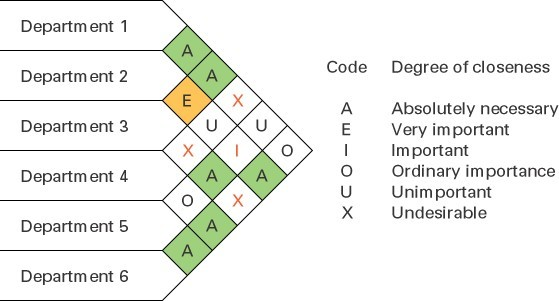 Department 1
A
Department 2
A
E
X
Department 3
U
U
X
I
O
Department 4
A
A
O
X
Department 5
A
A
Department 6
Code Degree of closeness
A Absolutely necessary
E Very important
I Important
O Ordinary importance
U Unimportant
X Undesirable